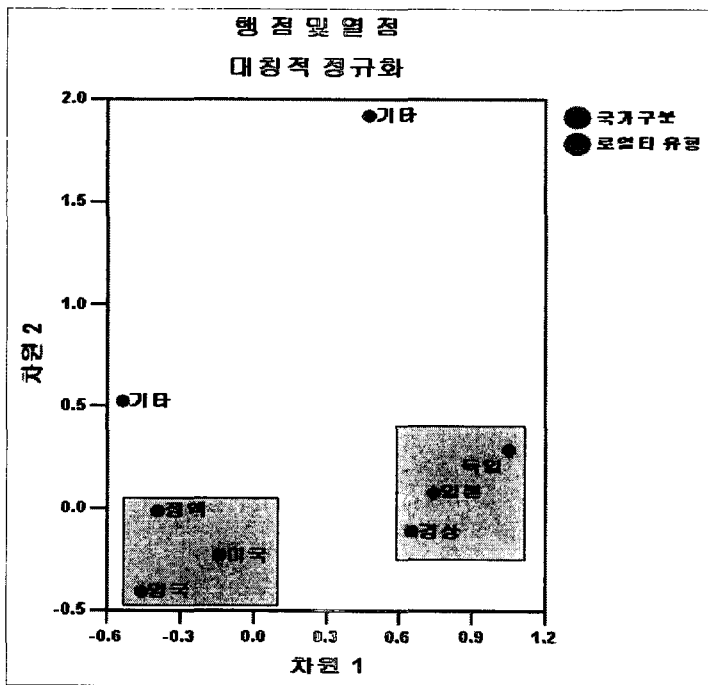 행 점 및 열 점
대칭적 정규화
2.0
1.5
1.0
0.5
0.0
-0.5
차원 2
기타
국가구분
로열티 유형
기타
독일
일본
경상
정액
미국
영국
-0.6
-0.3
0.0
0.3
0.6
0.9
1.2
차원 1